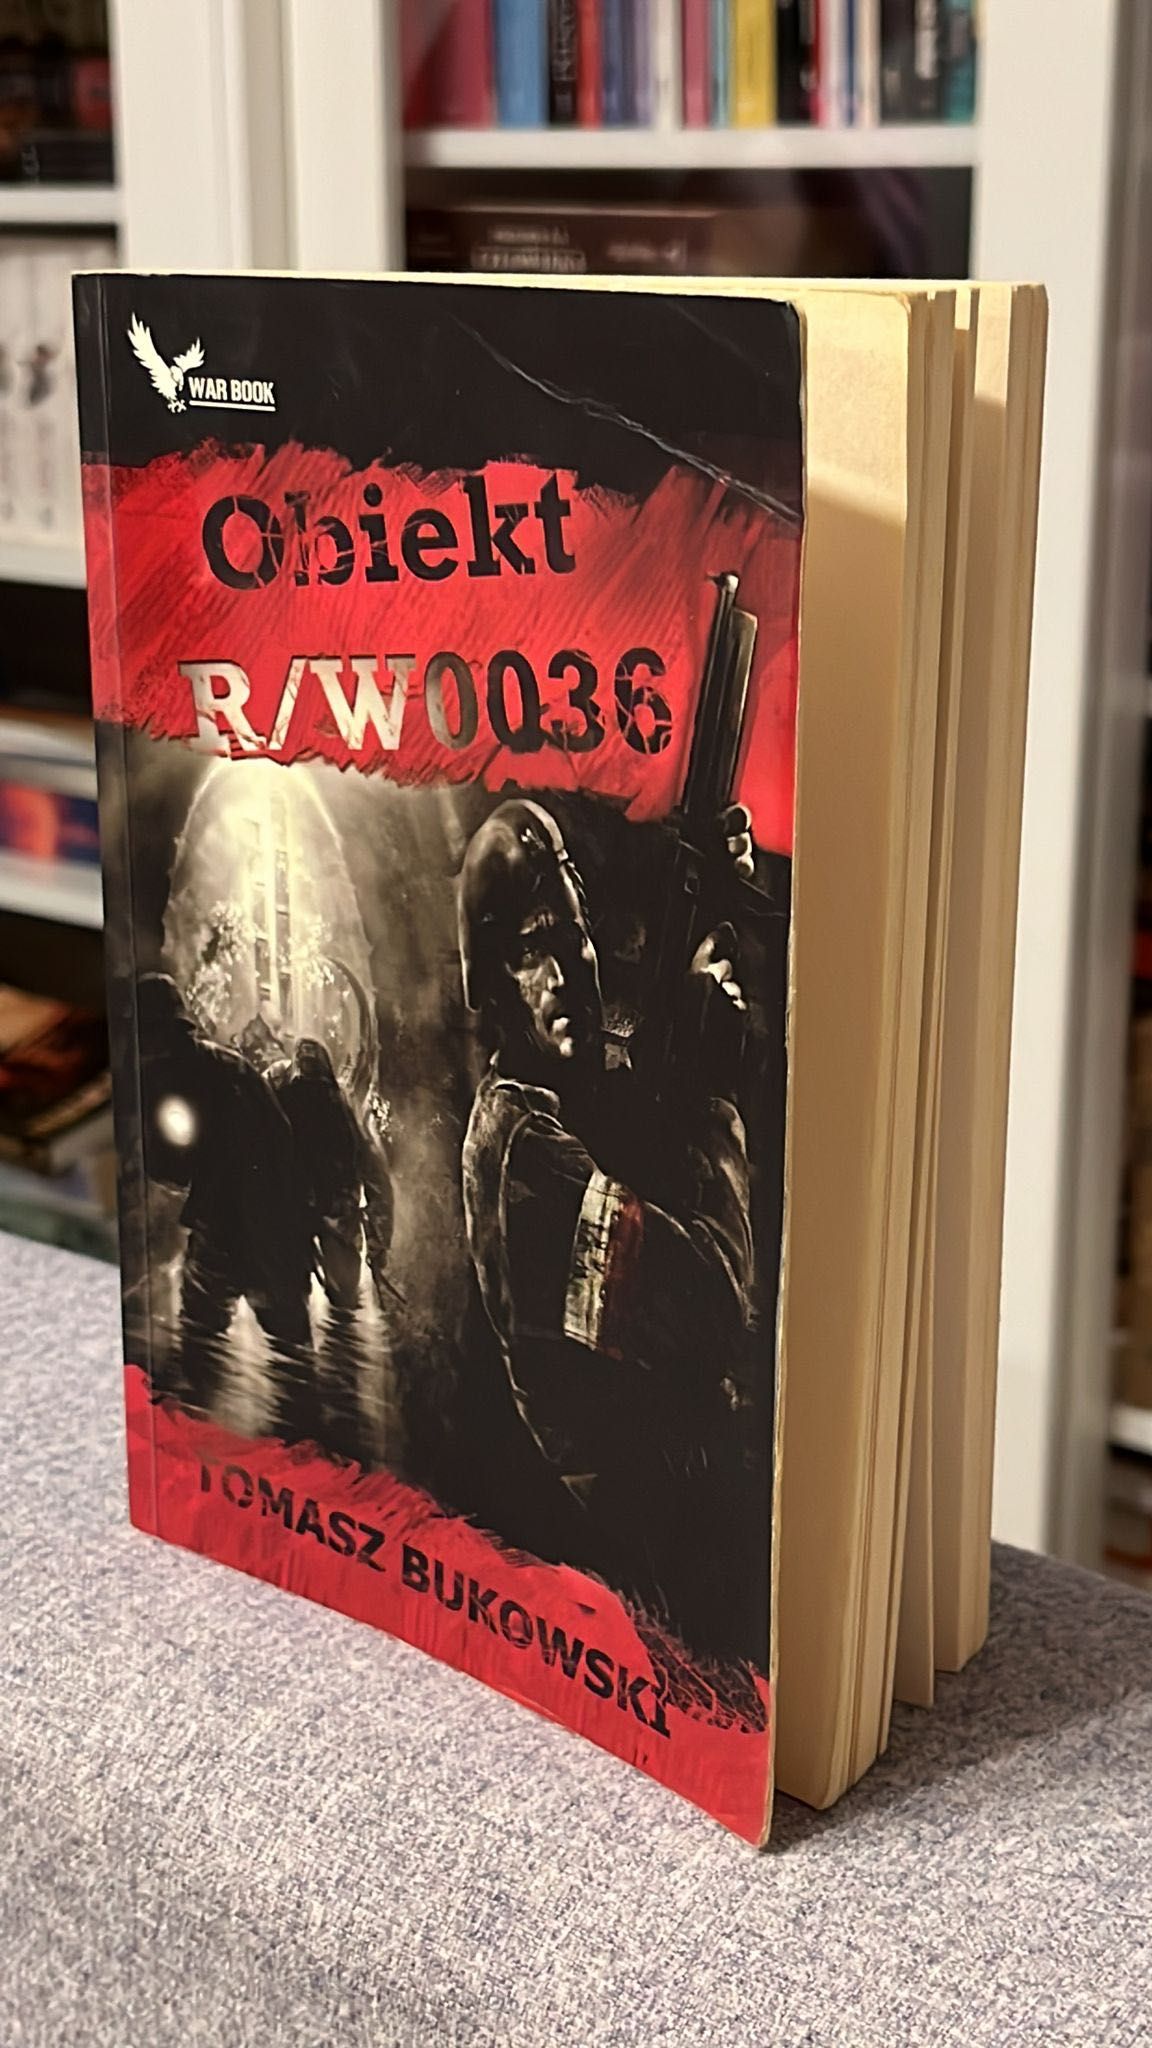 WAR BOOK
Obiekt
R/W0036
TOMASZ BUKOWSKI